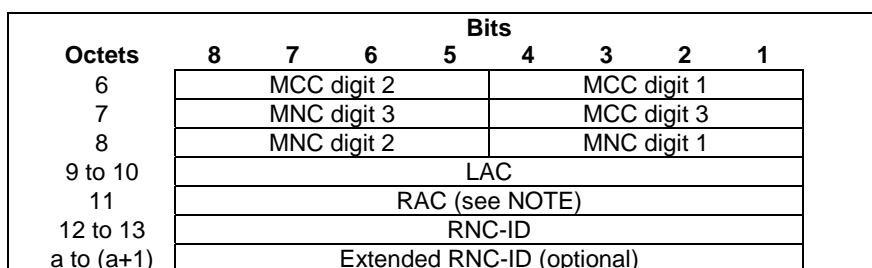 Bits
Octets 8 7 6 5 4 3 2 1
6 MCC digit 2 MCC digit 1
7 MNC digit 3 MCC digit 3
8 MNC digit 2 MNC digit 1
9 to 10 LAC
11 RAC (see NOTE)
12 to 13 RNC-ID
a to (a+1) Extended RNC-ID (optional)